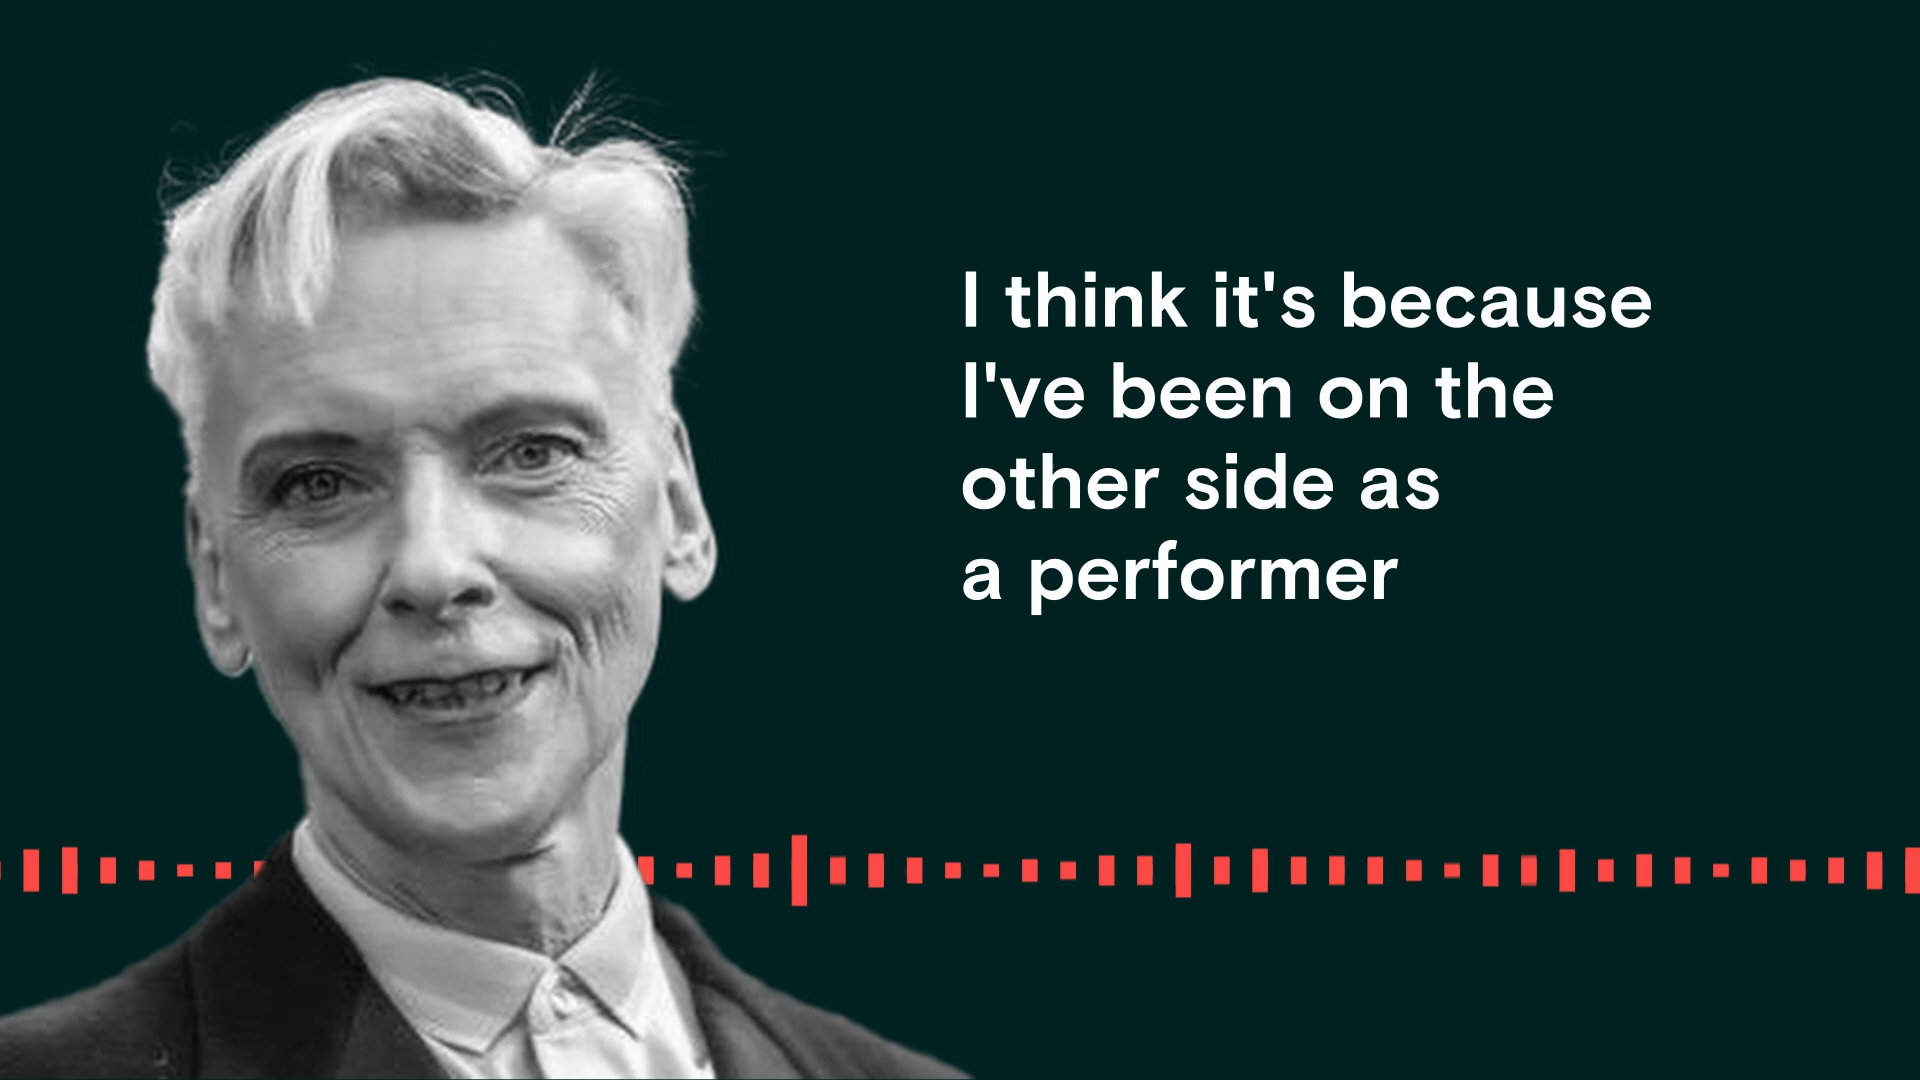 I think it's because
I've been on the
other side as
a performer